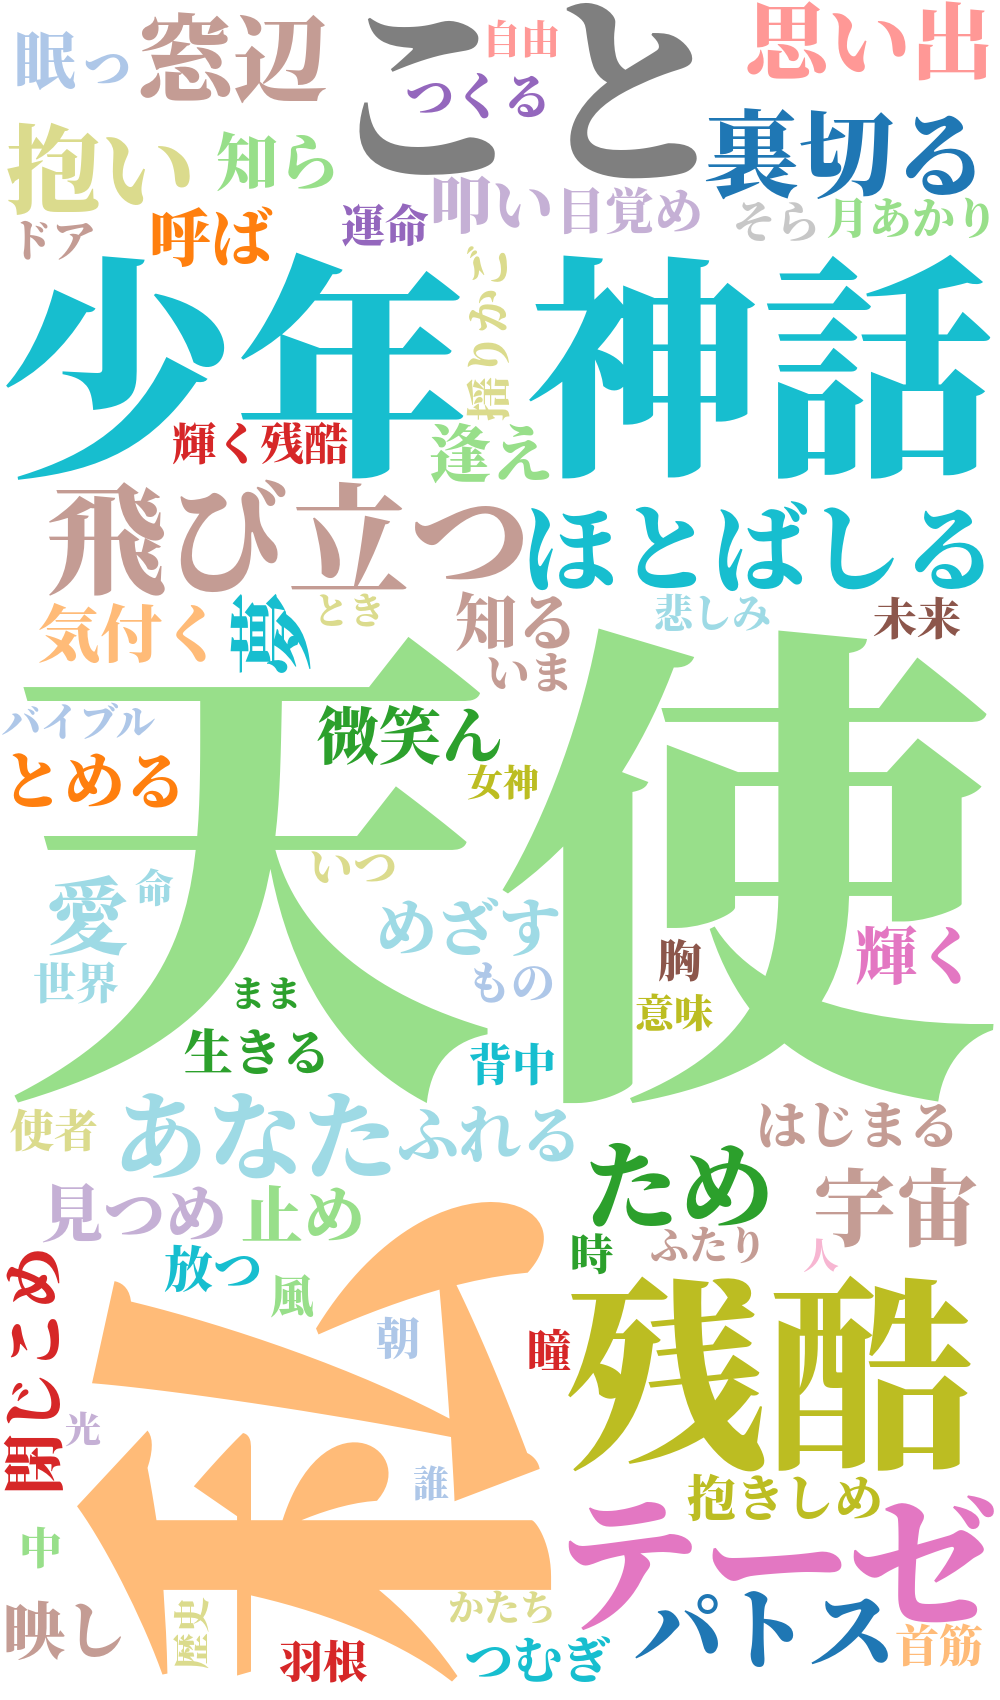 眠っ
窓辺
こと
自由
つくる
思い出
抱い
知ら
裏切る
ドア
呼ば
運命
叩い
目覚め
そら
月あかり
少年
揺りかご
神話
輝く残酷
逢え
飛び立つ
ほとばしる
気付く
夢
とき
知る
いま
悲しみ
未来
天使
バイブル
とめる
微笑ん
女神
いつ
愛
命
めざす
世界
まま
もの
胸
意味
輝く
生きる
背中
使者
あなた
ふれる
はじまる
見つめ
止め
ため
宇宙
時
ふたり
人
閉じこめ
放つ
風
私
朝
瞳
残酷
光
誰
抱きしめ
テーゼ
中
映し
歴史
羽根
かたち
つむぎ
パトス
首筋